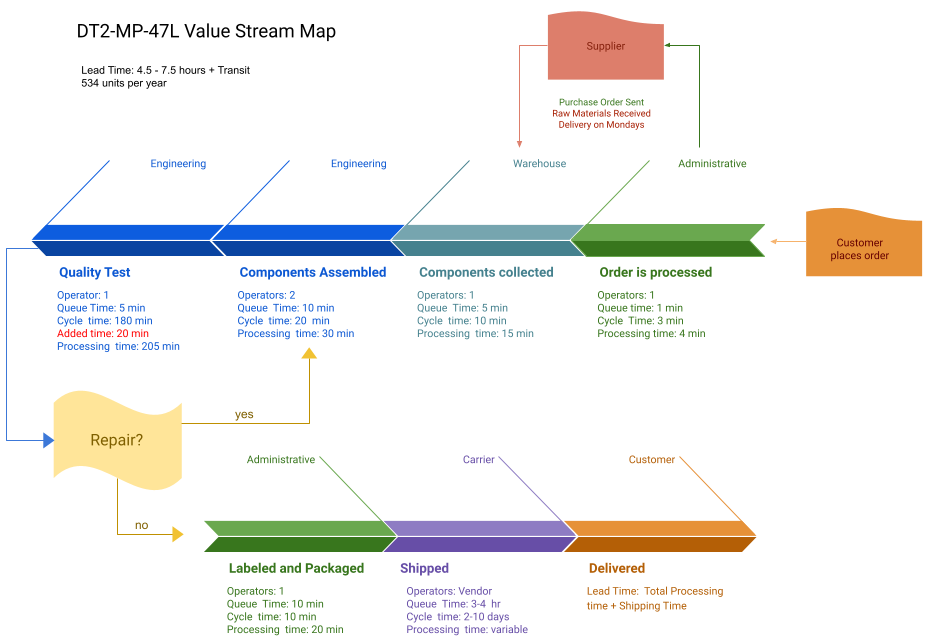 DT2-MP-47L Value Stream Map
Lead Time: 4.5 - 7.5 hours + Transit
534 units per year
Supplier
Purchase Order Sent
Raw Materials Received
Delivery on Mondays
Engineering
Engineering
Warehouse
Administrative
Customer
places order
Quality Test
Operator: 1
Queue Time: 5 min
Cycle time: 180 min
Added time: 20 min
Processing time: 205 min
Components Assembled
Operators: 2
Queue Time: 10 min
Cycle time: 20 min
Processing time: 30 min
Components collected
Operators: 1
Queue Time: 5 min
Cycle time: 10 min
Processing time: 15 min
Order is processed
Operators: 1
Queue time: 1 min
Cycle Time: 3 min
Processing time: 4 min
Repair?
yes
no
Administrative
Carrier
Customer
Labeled and Packaged
Operators: 1
Queue Time: 10 min
Cycle time: 10 min
Processing time: 20 min
Shipped
Operators: Vendor
Queue Time: 3-4 hr
Cycle time: 2-10 days
Processing time: variable
Delivered
Lead Time: Total Processing
time + Shipping Time